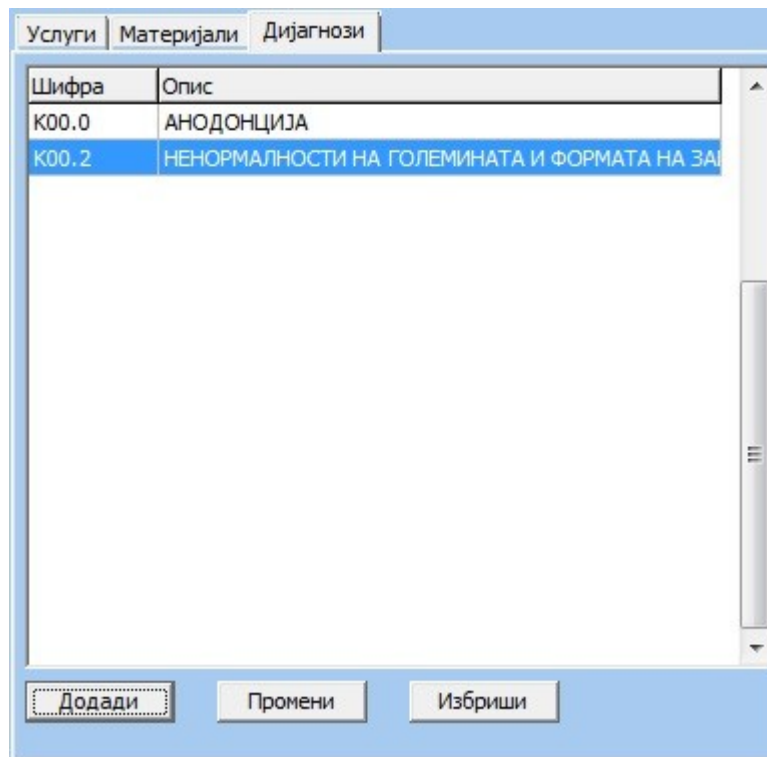 Услуги Материјали Дијагнози
Шифра Опис
K00.0 АНОДОНЦИЈА
K00.2 НЕНОРМАЛНОСТИ НА ГОЛЕМИНАТА И ФОРМАТА НА
Додади Промени Избриши